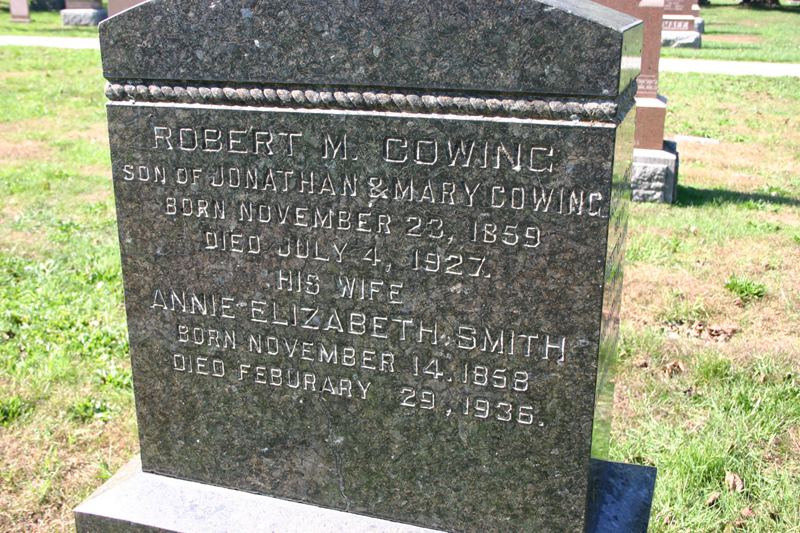 ROBERT M. COWING
SON OF JONATHAN & MARY COWING
BORN NOVEMBER 23, 1859
DIED JULY 4, 1927.
HIS WIFE
ANNIE ELIZABETH SMITH
BORN NOVEMBER 14, 1858
DIED FEBURARY 29, 1936.